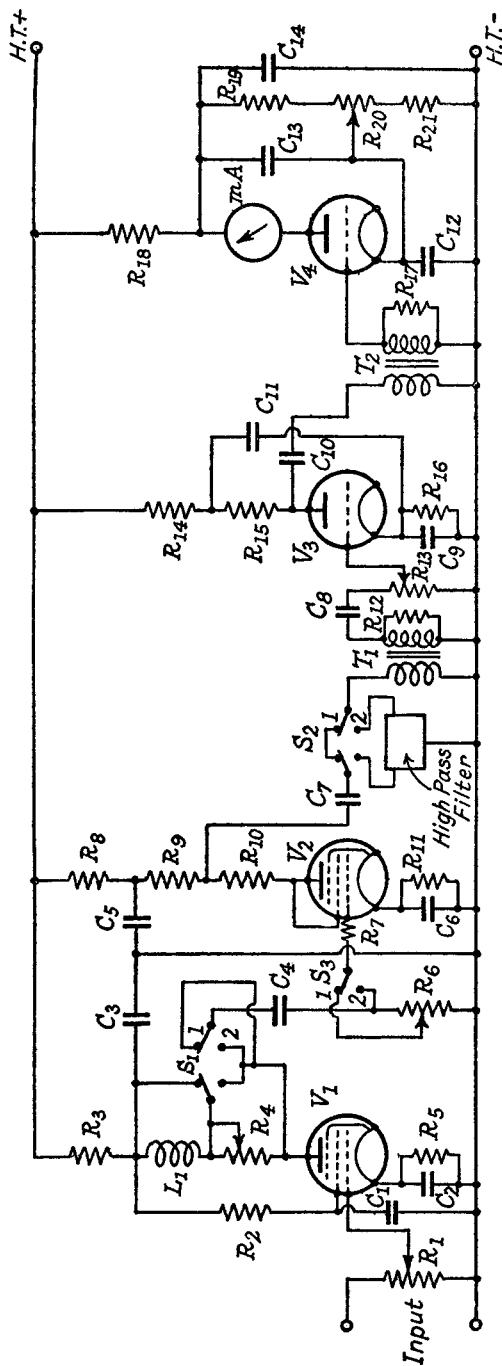 H.T.+
R3
R8
R14
R18
C3
C5
R9
R15
C11
mA
C13
R19
C14
L1
S1
1
2
R4
C4
R10
C7
S2
1
2
C10
R20
R2
V1
S3
1
2
R7
V2
High Pass
Filter
T1
C8
R12
R13
V3
T2
R17
V4
R21
Input
R1
C1
C2
R5
R6
C6
R11
C9
R16
C12
H.T.-